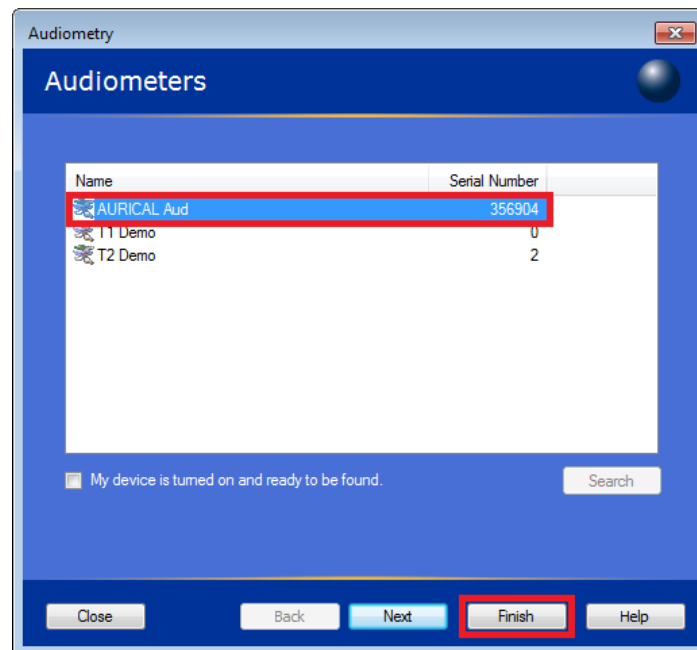 Audiometry
Audiometers
Name Serial Number
AURICAL Aud 356904
T1 Demo 0
T2 Demo 2
My device is turned on and ready to be found. Search
Close Back Next Finish Help